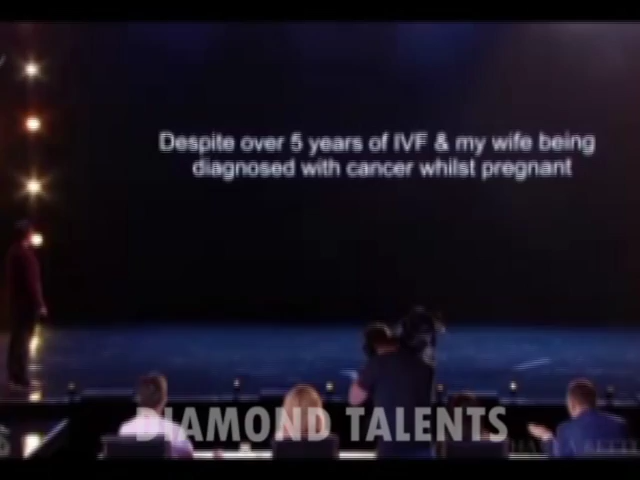 Despite over 5 years of IVF & my wife being
diagnosed with cancer whilst pregnant
DIAMOND TALENTS